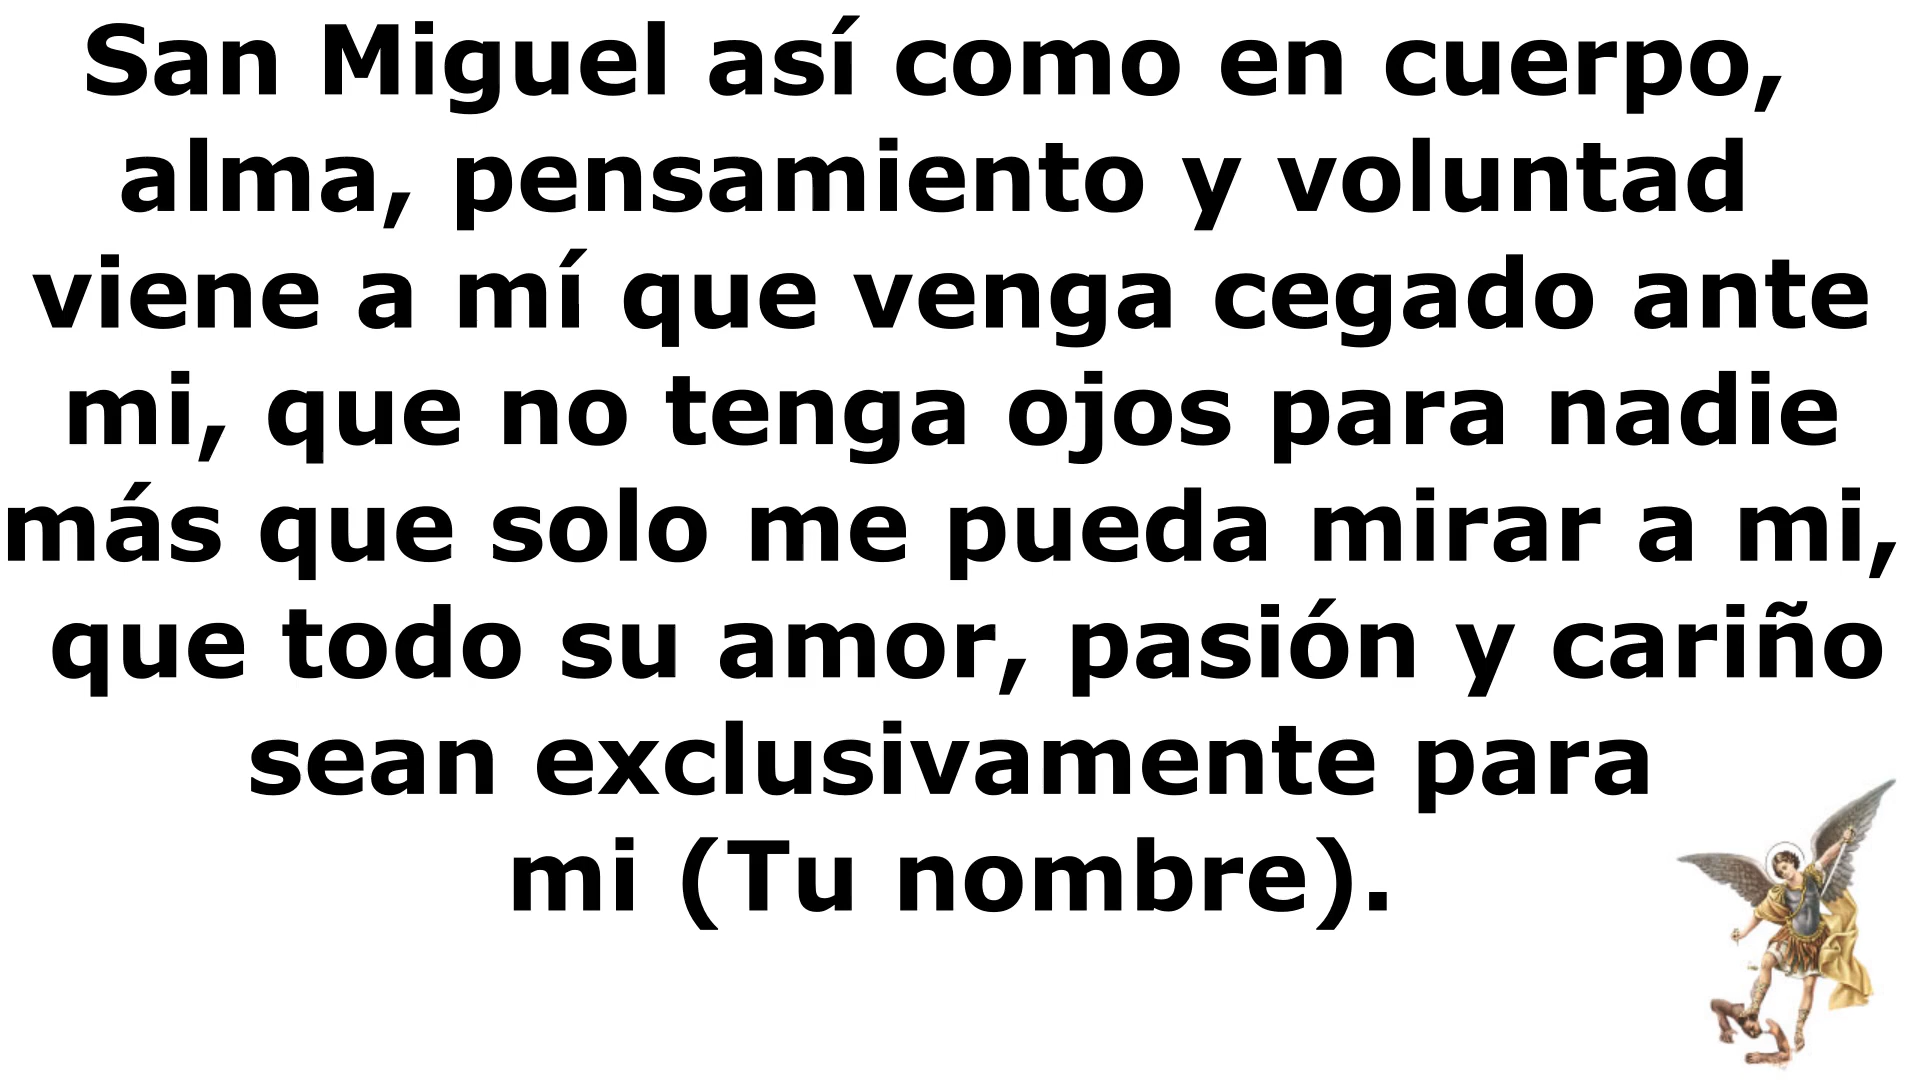 San Miguel así como en cuerpo,
alma, pensamiento y voluntad
viene a mí que venga cegado ante
mi, que no tenga ojos para nadie
más que solo me pueda mirar a mi,
que todo su amor, pasión y cariño
sean exclusivamente para
mi (Tu nombre).